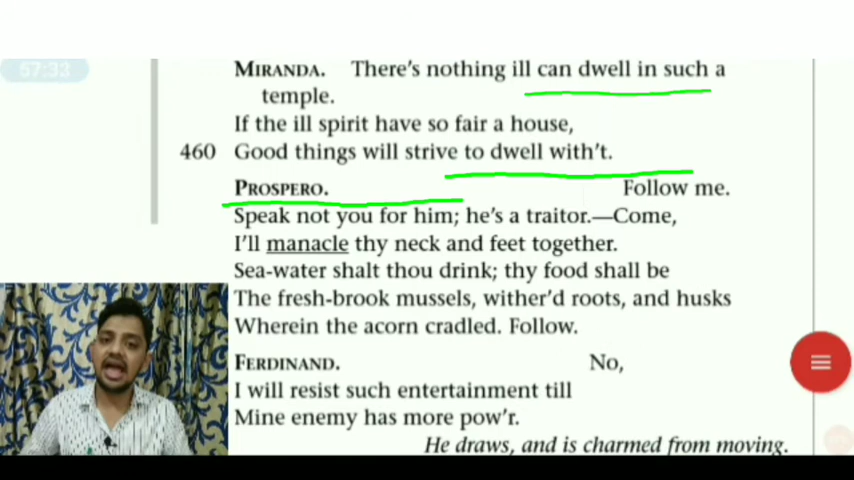 57:33
MIRANDA. There's nothing ill can dwell in such a
temple.
If the ill spirit have so fair a house,
460 Good things will strive to dwell with't.
PROSPERO. Follow me.
Speak not you for him; he's a traitor.—Come,
I'll manacle thy neck and feet together.
Sea-water shalt thou drink; thy food shall be
The fresh-brook mussels, wither'd roots, and husks
Wherein the acorn cradled. Follow.
FERDINAND. No,
I will resist such entertainment till
Mine enemy has more pow'r.
He draws, and is charmed from moving.